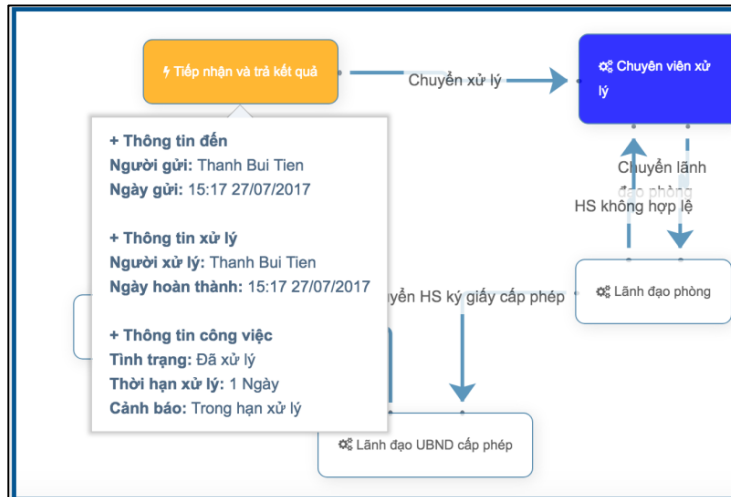 Tiếp nhận và trả kết quả
Chuyển xử lý
Chuyên viên xử
lý
+ Thông tin đến
Người gửi: Thanh Bui Tien
Ngày gửi: 15:17 27/07/2017
+ Thông tin xử lý
Người xử lý: Thanh Bui Tien
Ngày hoàn thành: 15:17 27/07/2017
+ Thông tin công việc
Tình trạng: Đã xử lý
Thời hạn xử lý: 1 Ngày
Cảnh báo: Trong hạn xử lý
Chuyển lãnh
đạo phòng
HS không hợp lệ
Lãnh đạo phòng
HS ký giấy cấp phép
Lãnh đạo UBND cấp phép